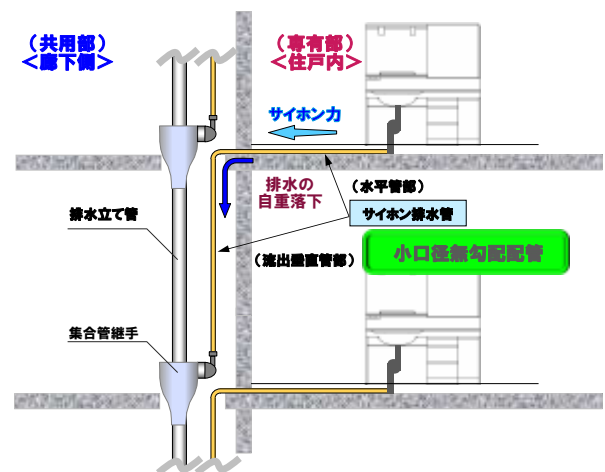 （共用部）
＜廊下側＞
（専有部）
＜住戸内＞
サイホン力
排水の
自重落下
（水平管部）
サイホン排水管
排水立て管
（流出垂直管部）
小口径無勾配配管
集合管継手